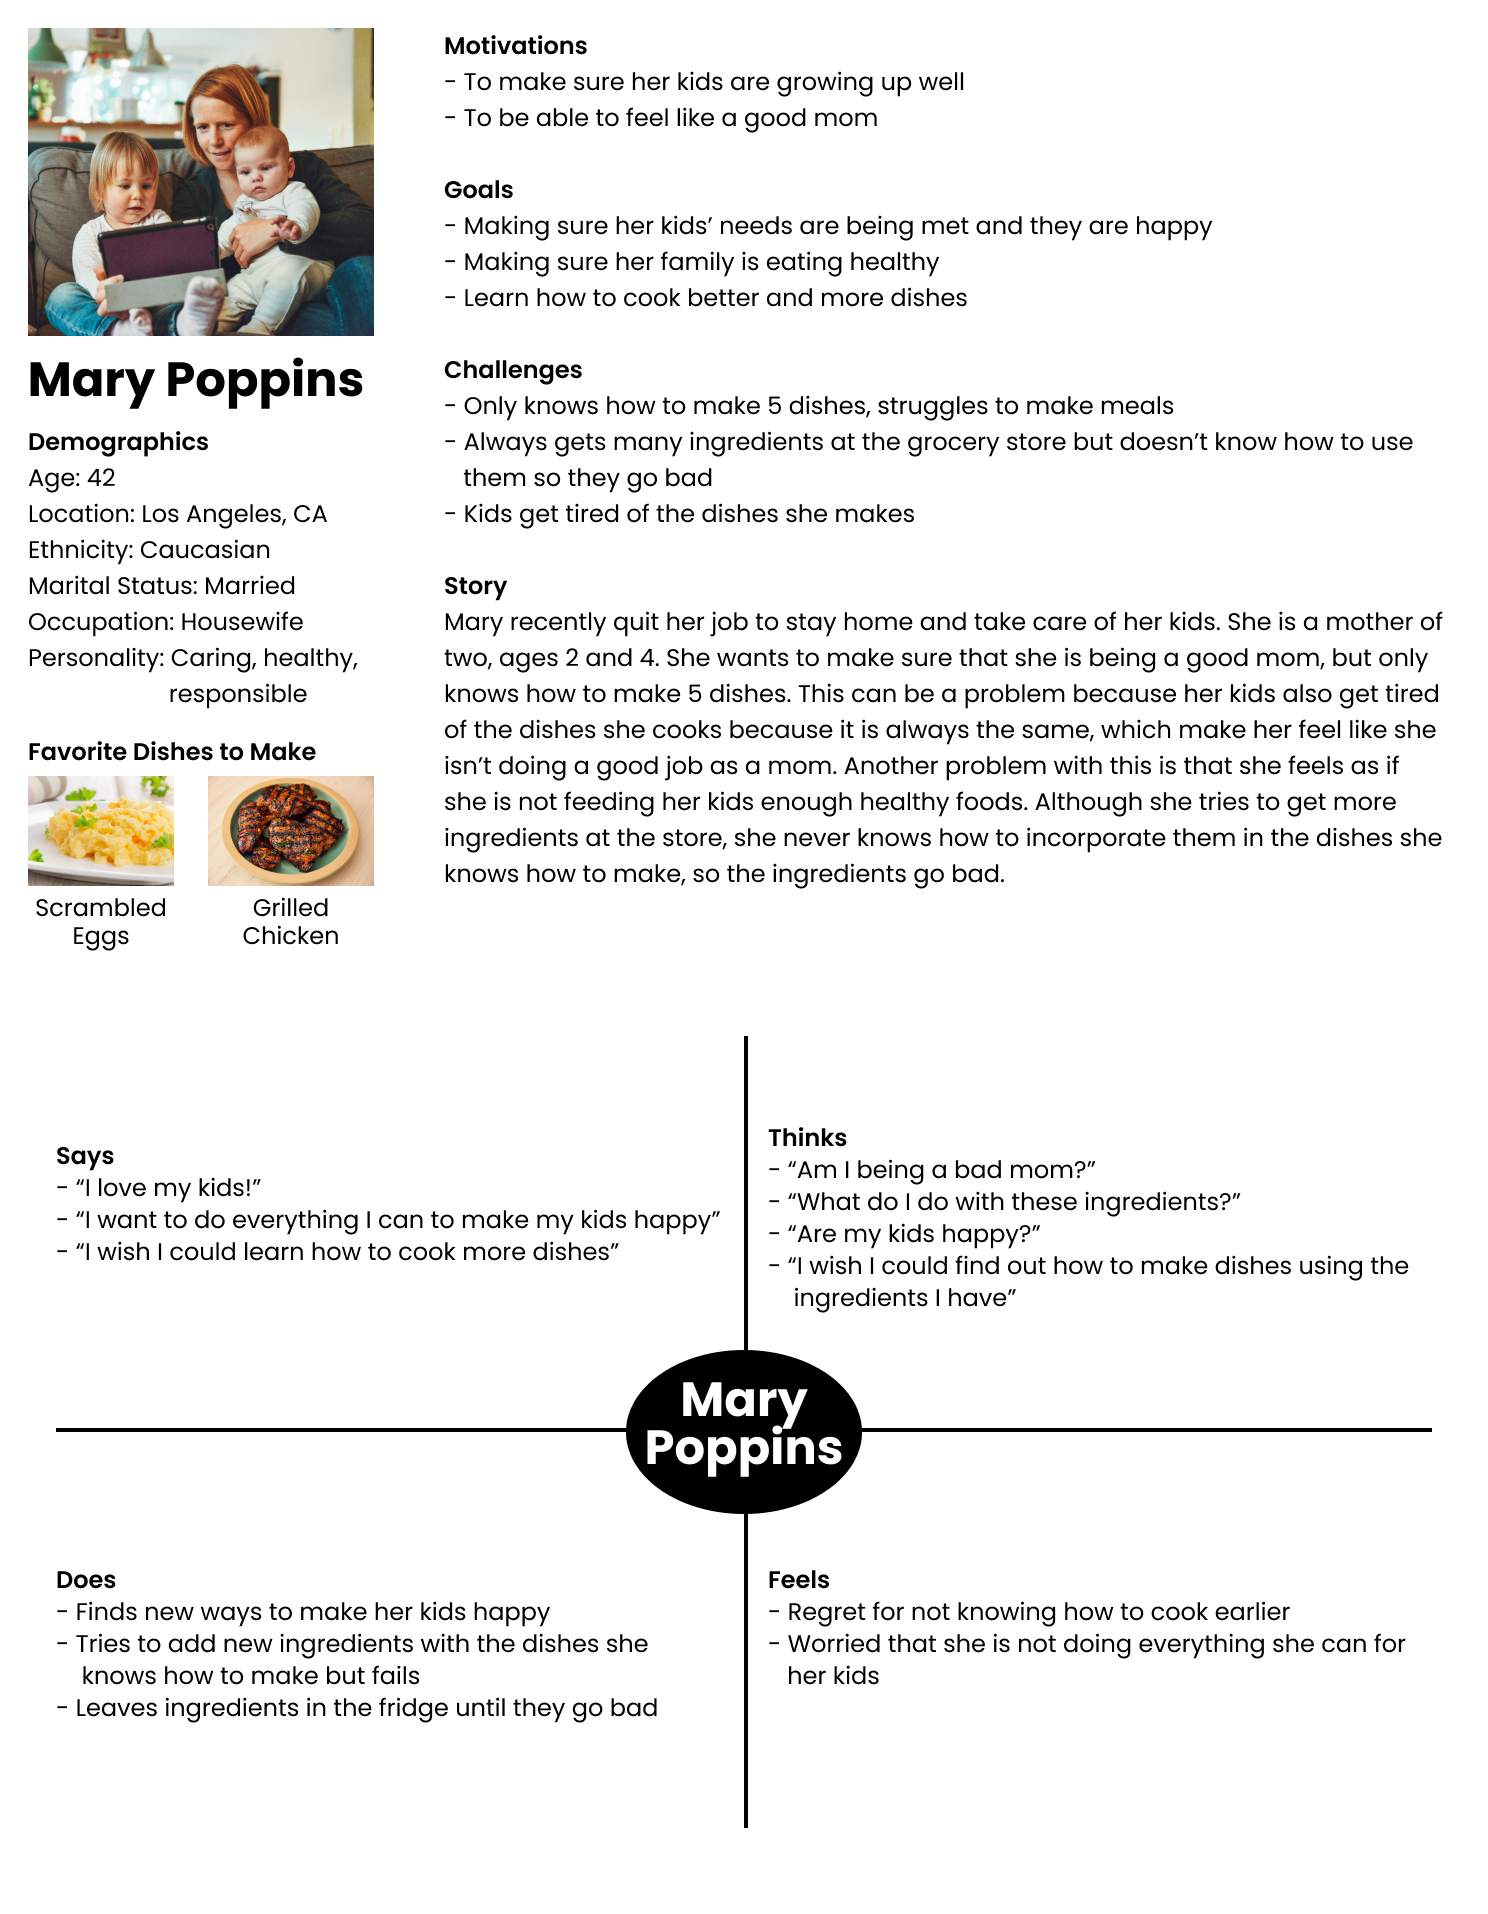 Mary Poppins
Demographics
Age: 42
Location: Los Angeles, CA
Ethnicity: Caucasian
Marital Status: Married
Occupation: Housewife
Personality: Caring, healthy,
responsible
Favorite Dishes to Make
Scrambled
Eggs
Grilled
Chicken
Motivations
- To make sure her kids are growing up well
- To be able to feel like a good mom
Goals
- Making sure her kids’ needs are being met and they are happy
- Making sure her family is eating healthy
- Learn how to cook better and more dishes
Challenges
- Only knows how to make 5 dishes, struggles to make meals
- Always gets many ingredients at the grocery store but doesn’t know how to use
them so they go bad
- Kids get tired of the dishes she makes
Story
Mary recently quit her job to stay home and take care of her kids. She is a mother of
two, ages 2 and 4. She wants to make sure that she is being a good mom, but only
knows how to make 5 dishes. This can be a problem because her kids also get tired
of the dishes she cooks because it is always the same, which make her feel like she
isn’t doing a good job as a mom. Another problem with this is that she feels as if
she is not feeding her kids enough healthy foods. Although she tries to get more
ingredients at the store, she never knows how to incorporate them in the dishes she
knows how to make, so the ingredients go bad.
Says
- “I love my kids!”
- “I want to do everything I can to make my kids happy”
- “I wish I could learn how to cook more dishes”
Thinks
- “Am I being a bad mom?”
- “What do I do with these ingredients?”
- “Are my kids happy?”
- “I wish I could find out how to make dishes using the
ingredients I have”
Mary
Poppins
Does
- Finds new ways to make her kids happy
- Tries to add new ingredients with the dishes she
knows how to make but fails
- Leaves ingredients in the fridge until they go bad
Feels
- Regret for not knowing how to cook earlier
- Worried that she is not doing everything she can for
her kids